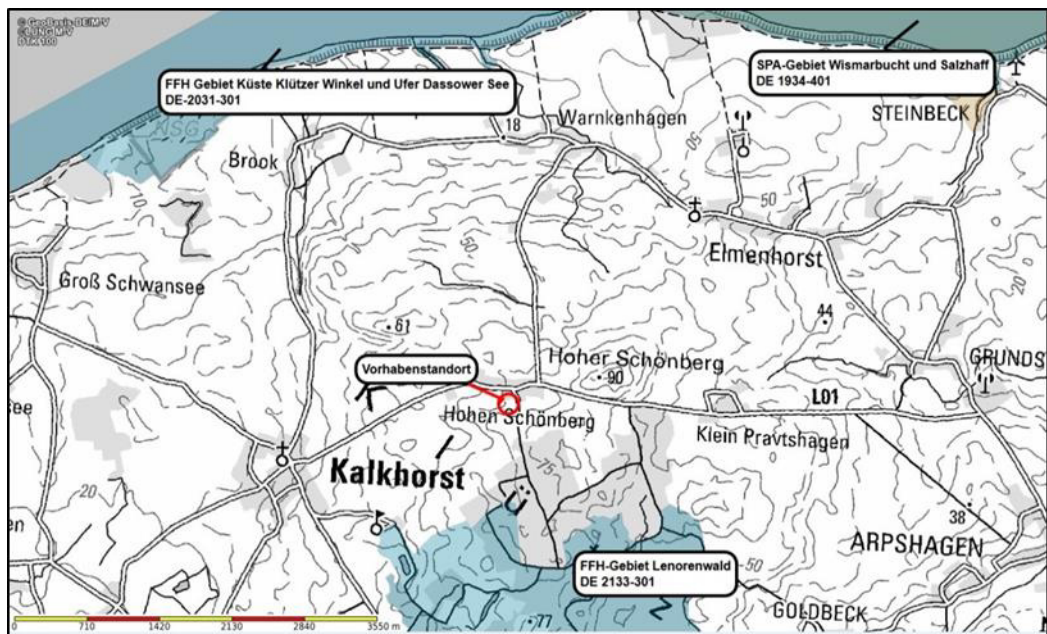 © GeoBasis-DE/M-V
©LUNG M-V
DTK 100
FFH Gebiet Küste Klützer Winkel und Ufer Dassower See
DE-2031-301
SPA-Gebiet Wismarbucht und Salzhaff
DE 1934-401
STEINBECK
NSG
18
Warnkenhagen
Brook
50
50
Elmenhorst
Groß Schwansee
50
61
44
20
Hoher Schönberg
90
GRUNDS
Vorhabenstandort
L01
Hohen Schönberg
Klein Pravtshagen
see
Kalkhorst
75
20
38
ARPSHAGEN
en
FFH-Gebiet Lenorenwald
DE 2133-301
50
GOLDBECK
77
0 710 1420 2130 2840 3550 m